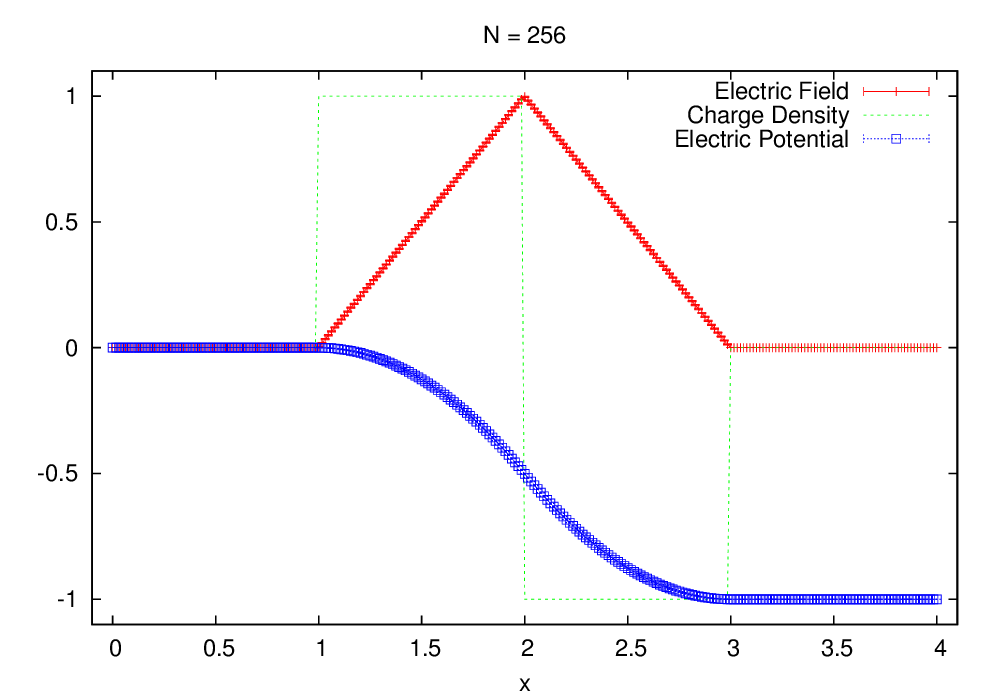 N = 256
1
0.5
0
-0.5
-1
Electric Field
Charge Density
Electric Potential
0 0.5 1 1.5 2 2.5 3 3.5 4
x